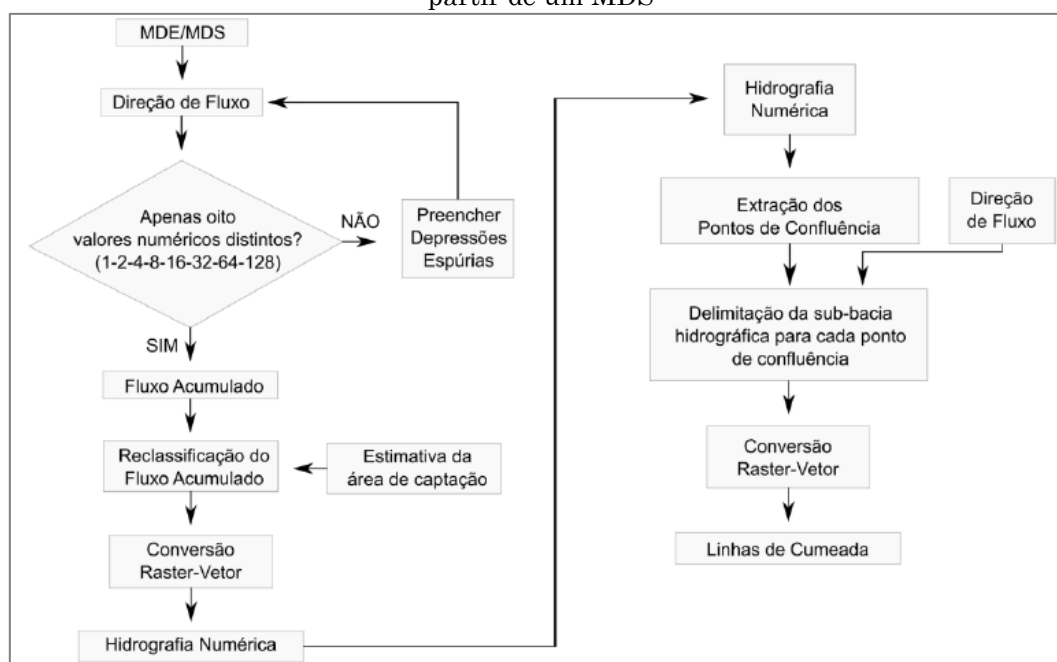 partir de um MDS
MDE/MDS
Direção de Fluxo
Apenas oito
valores numéricos distintos?
(1-2-4-8-16-32-64-128)
NÃO
Preencher
Depressões
Espúrias
SIM
Fluxo Acumulado
Reclassificação do
Fluxo Acumulado
Estimativa da
área de captação
Conversão
Raster-Vetor
Hidrografia Numérica
Hidrografia
Numérica
Extração dos
Pontos de Confluência
Direção
de Fluxo
Delimitação da sub-bacia
hidrográfica para cada ponto
de confluência
Conversão
Raster-Vetor
Linhas de Cumeada